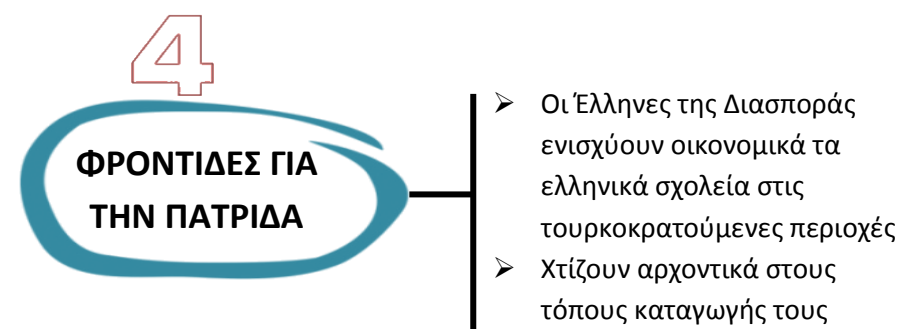 4
ΦΡΟΝΤΙΔΕΣ ΓΙΑ
ΤΗΝ ΠΑΤΡΙΔΑ
➢ Οι Έλληνες της Διασποράς
ενισχύουν οικονομικά τα
ελληνικά σχολεία στις
τουρκοκρατούμενες περιοχές
➢ Χτίζουν αρχοντικά στους
τόπους καταγωγής τους